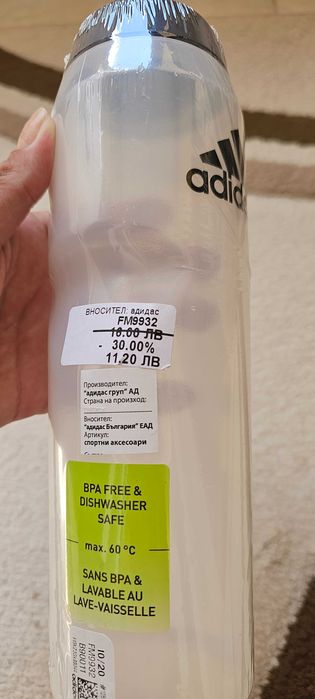 adidas
ВНОСИТЕЛ: адидас
FM9932
16.00 ЛВ
- 30.00%
11.20 ЛВ
Производител:
"адидас груп" АД
Страна на произход:
Вносител:
"адидас България" ЕАД
Артикул:
спортни аксесоари
BPA FREE &
DISHWASHER
SAFE
max. 60 °C
SANS BPA &
LAVABLE AU
LAVE-VAISSELLE
10/20
FM9932